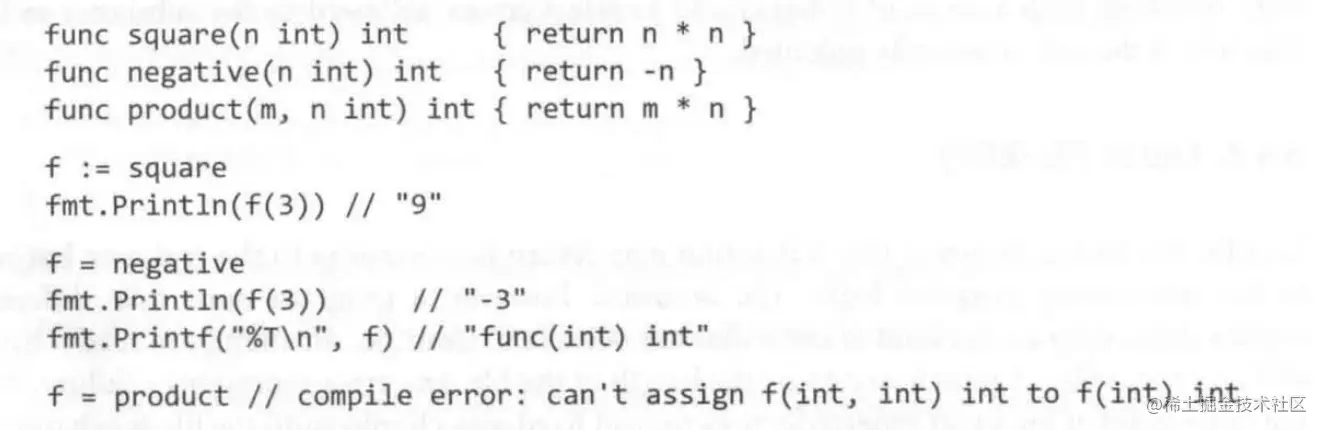 func square(n int) int     { return n * n }
func negative(n int) int   { return -n }
func product(m, n int) int { return m * n }
f := square
fmt.Println(f(3)) // "9"
f = negative
fmt.Println(f(3))     // "-3"
fmt.Printf("%T\n", f) // "func(int) int"
f = product // compile error: can't assign f(int, int) int to f(int) int
@稀土掘金技术社区